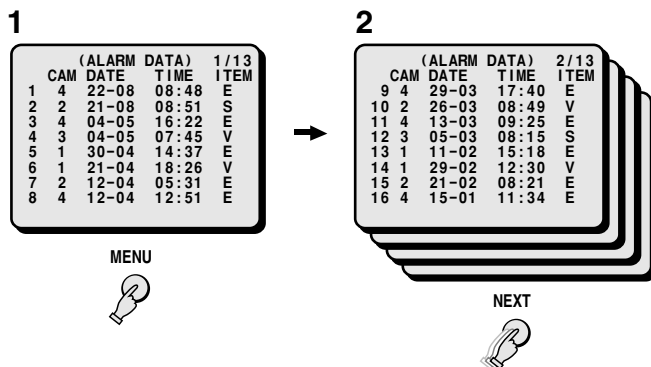 1
(ALARM DATA) 1/13
CAM DATE TIME ITEM
1 4 22-08 08:48 E
2 2 21-08 08:51 S
3 4 04-05 16:22 E
4 3 04-05 07:45 V
5 1 30-04 14:37 E
6 1 21-04 18:26 V
7 2 12-04 05:31 E
8 4 12-04 12:51 E
MENU
2
(ALARM DATA) 2/13
CAM DATE TIME ITEM
9 4 29-03 17:40 E
10 2 26-03 08:49 V
11 4 13-03 09:25 E
12 3 05-03 08:15 S
13 1 11-02 15:18 E
14 1 29-02 12:30 V
15 2 21-02 08:21 E
16 4 15-01 11:34 E
NEXT